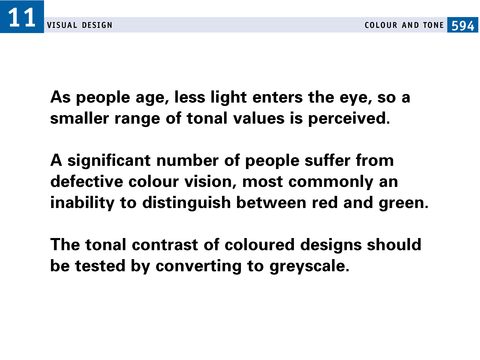 11
VISUAL DESIGN
COLOUR AND TONE
594
As people age, less light enters the eye, so a
smaller range of tonal values is perceived.
A significant number of people suffer from
defective colour vision, most commonly an
inability to distinguish between red and green.
The tonal contrast of coloured designs should
be tested by converting to greyscale.